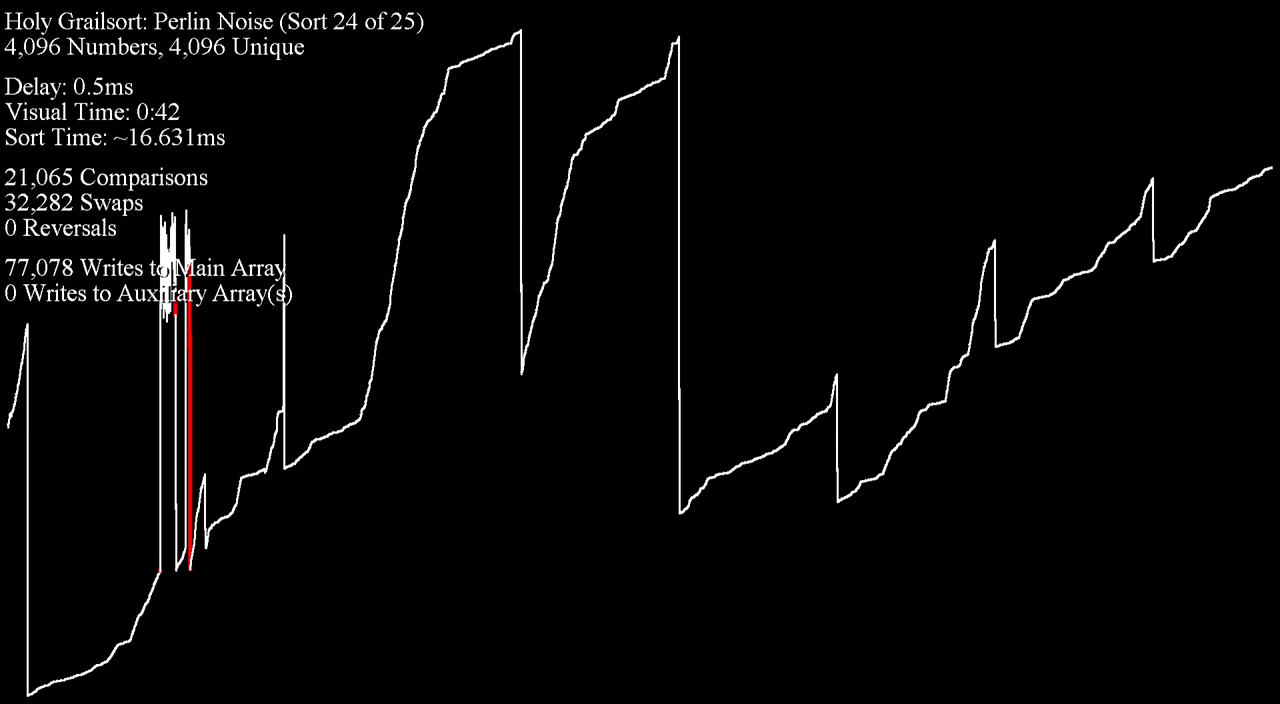 Holy Grailsort: Perlin Noise (Sort 24 of 25)
4,096 Numbers, 4,096 Unique
Delay: 0.5ms
Visual Time: 0:42
Sort Time: ~16.631ms
21,065 Comparisons
32,282 Swaps
0 Reversals
77,078 Writes to Main Array
0 Writes to Auxiliary Array(s)